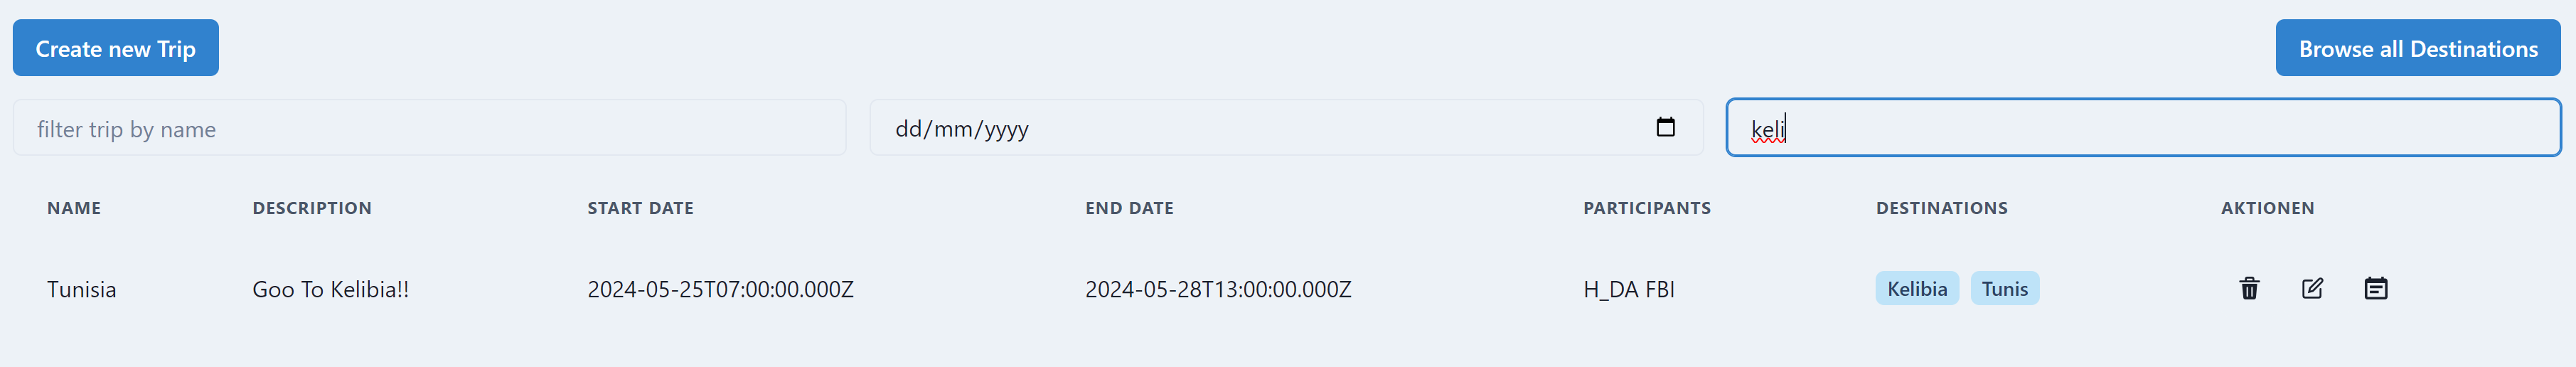 Create new Trip Browse all Destinations
filter trip by name dd/mm/yyyy keli
NAME DESCRIPTION START DATE END DATE PARTICIPANTS DESTINATIONS AKTIONEN
Tunisia Goo To Kelibia!! 2024-05-25T07:00:00.000Z 2024-05-28T13:00:00.000Z H_DA FBI Kelibia Tunis